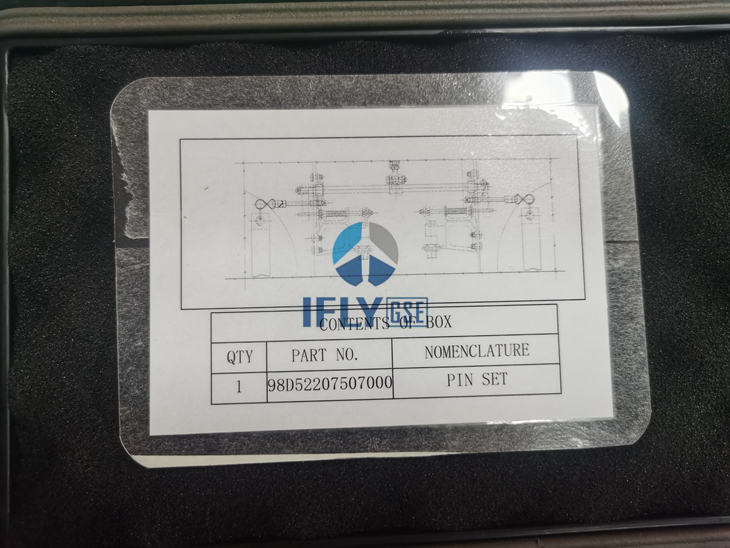 IFLY GSE
CONTENTS OF BOX
QTY PART NO. NOMENCLATURE
1 98D52207507000 PIN SET